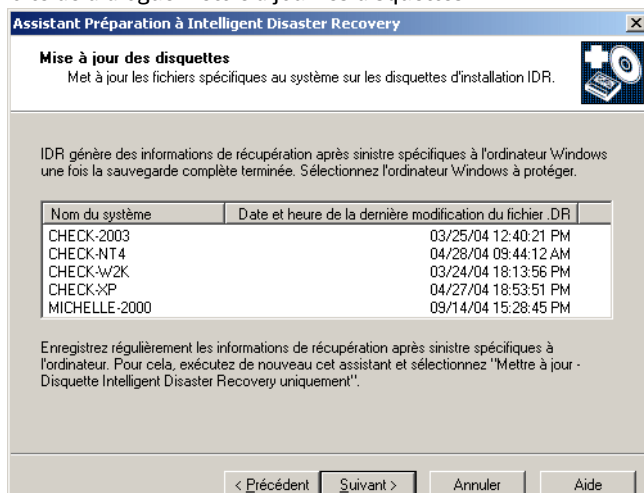 Assistant Préparation à Intelligent Disaster Recovery
Mise à jour des disquettes
Met à jour les fichiers spécifiques au système sur les disquettes d'installation IDR.
IDR génère des informations de récupération après sinistre spécifiques à l'ordinateur Windows
une fois la sauvegarde complète terminée. Sélectionnez l'ordinateur Windows à protéger.
Nom du système Date et heure de la dernière modification du fichier .DR
CHECK-2003 03/25/04 12:40:21 PM
CHECK-NT4 04/28/04 09:44:12 AM
CHECK-W2K 03/24/04 18:13:56 PM
CHECK-XP 04/27/04 18:53:51 PM
MICHELLE-2000 09/14/04 15:28:45 PM
Enregistrez régulièrement les informations de récupération après sinistre spécifiques à
l'ordinateur. Pour cela, exécutez de nouveau cet assistant et sélectionnez "Mettre à jour -
Disquette Intelligent Disaster Recovery uniquement".
< Précédent Suivant > Annuler Aide